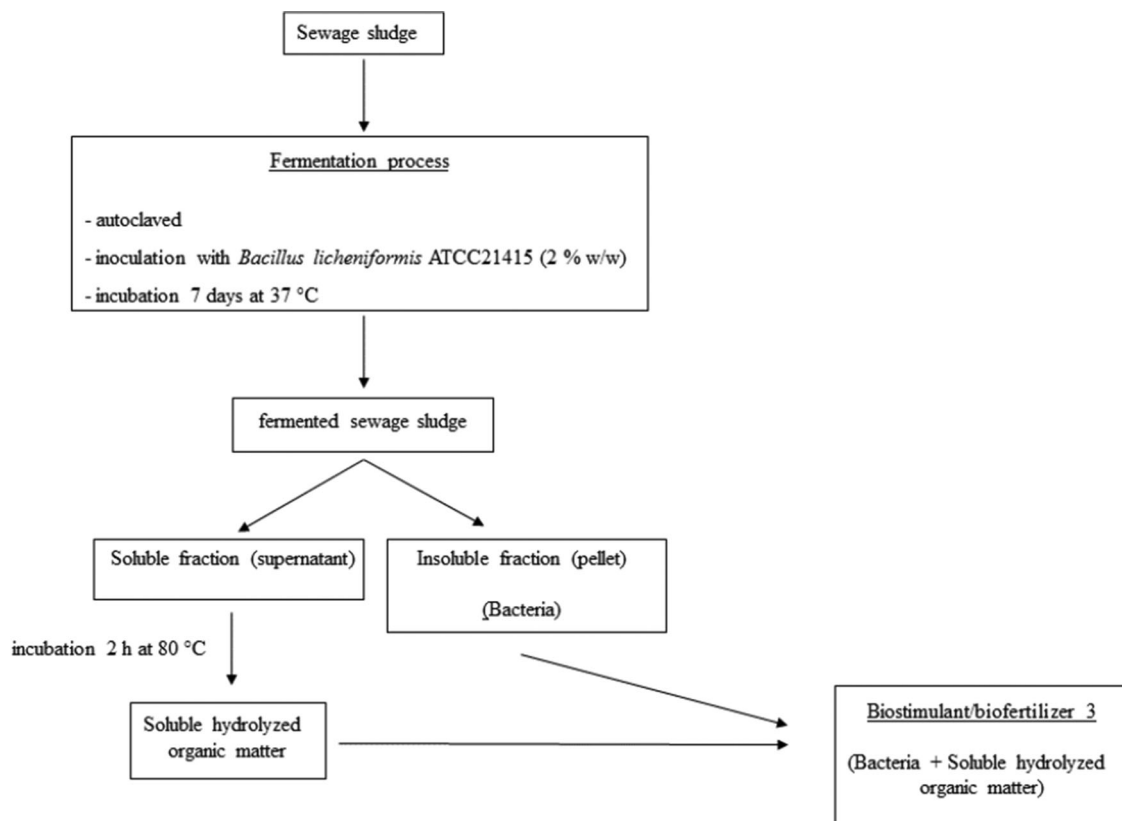 Sewage sludge
Fermentation process
- autoclaved
- inoculation with Bacillus licheniformis ATCC21415 (2 % w/w)
- incubation 7 days at 37 °C
fermented sewage sludge
Soluble fraction (supernatant)
Insoluble fraction (pellet)
(Bacteria)
incubation 2 h at 80 °C
Soluble hydrolyzed
organic matter
Biostimulant/biofertilizer 3
(Bacteria + Soluble hydrolyzed
organic matter)